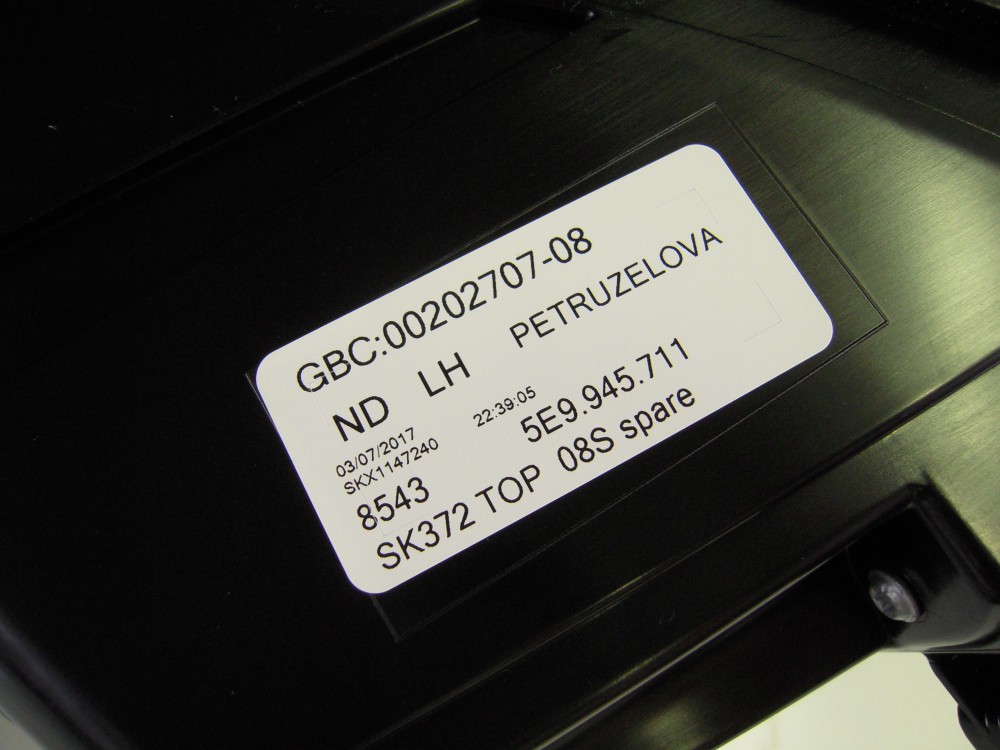 GBC:00202707-08
ND LH PETRUZELOVA
03/07/2017 22:39:05
SKX1147240
8543 5E9.945.711
SK372 TOP 08S spare